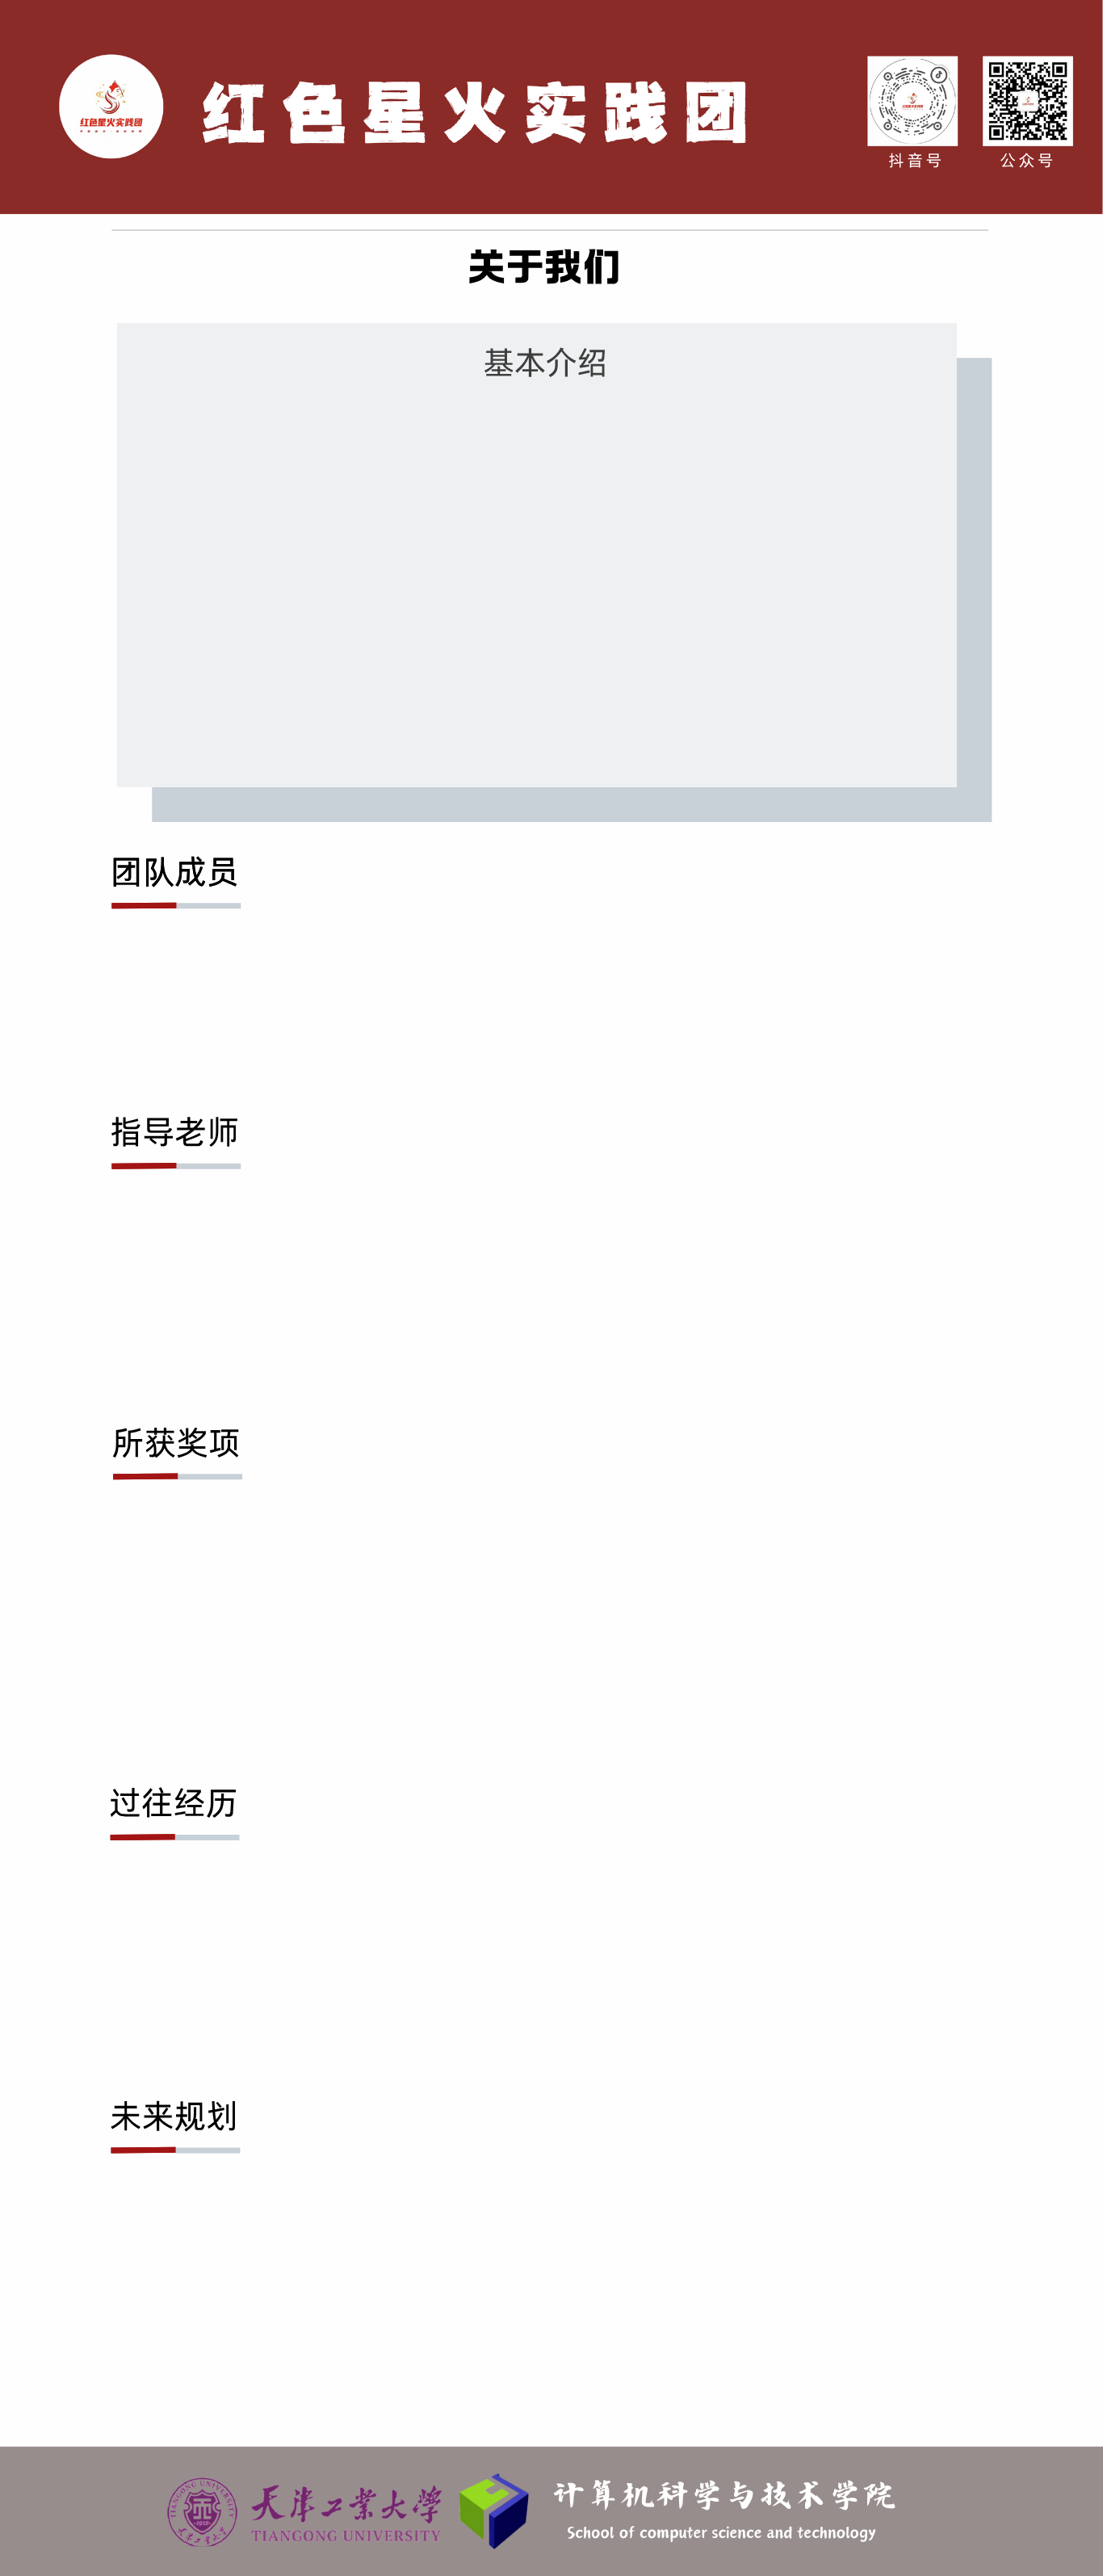 红色星火实践团
红色星火实践团
抖音号
公众号
关于我们
基本介绍
团队成员
指导老师
所获奖项
过往经历
未来规划
TIANGONG UNIVERSITY
天津工业大学
TIANGONG UNIVERSITY
计算机科学与技术学院
School of computer science and technology